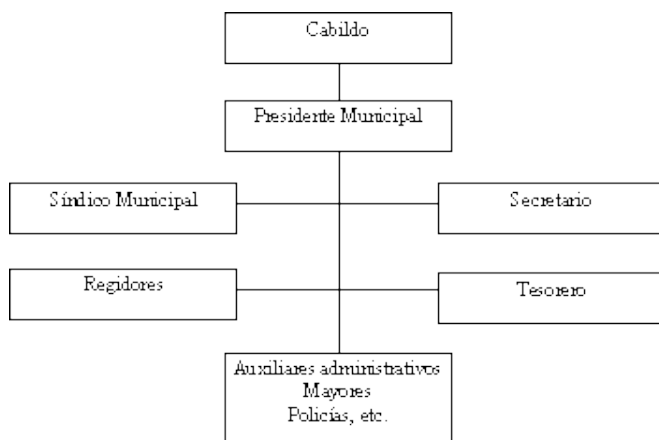 Cabildo
Presidente Municipal
Síndico Municipal
Secretario
Regidores
Tesorero
Auxiliares administrativos
Mayores
Policías, etc.